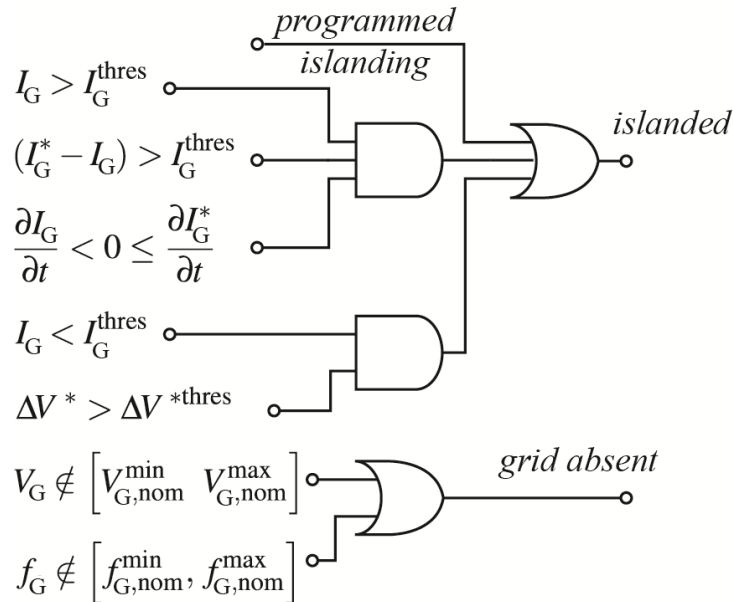 programmed
islanding
I_G > I_G^thres
islanded
(I_G^* − I_G) > I_G^thres
∂I_G/∂t < 0 ≤ ∂I_G^*/∂t
I_G < I_G^thres
ΔV* > ΔV*thres
grid absent
V_G ∉ [V_G,nom^min V_G,nom^max]
f_G ∉ [f_G,nom^min, f_G,nom^max]